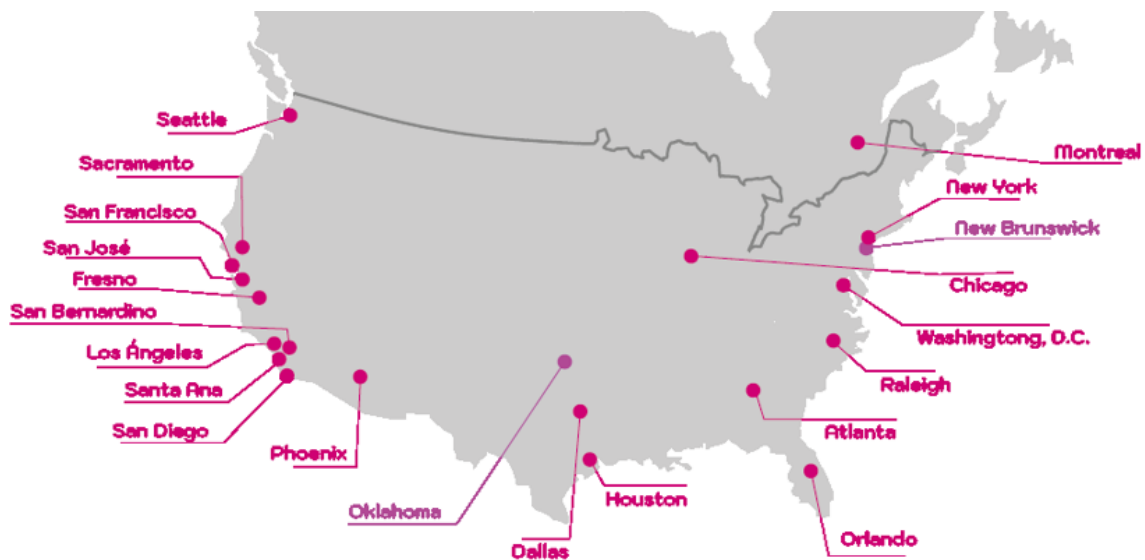 Seattle
Sacramento
San Francisco
San José
Fresno
San Bernardino
Los Ángeles
Santa Ana
San Diego
Phoenix
Oklahoma
Dallas
Houston
Orlando
Atlanta
Raleigh
Washingtong, D.C.
Chicago
New Brunswick
New York
Montreal